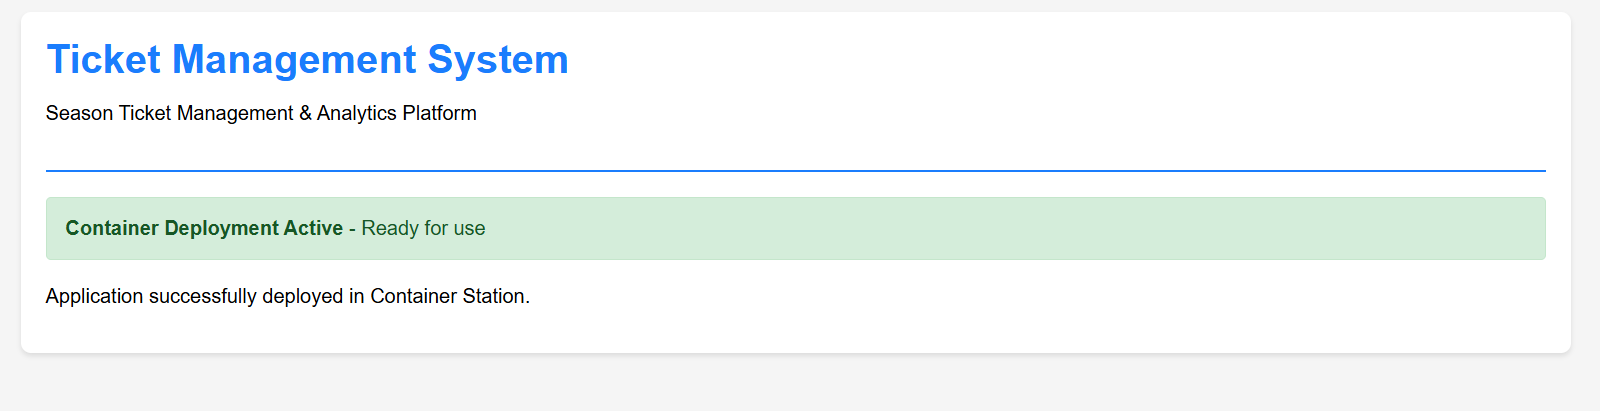 Ticket Management System
Season Ticket Management & Analytics Platform
Container Deployment Active - Ready for use
Application successfully deployed in Container Station.